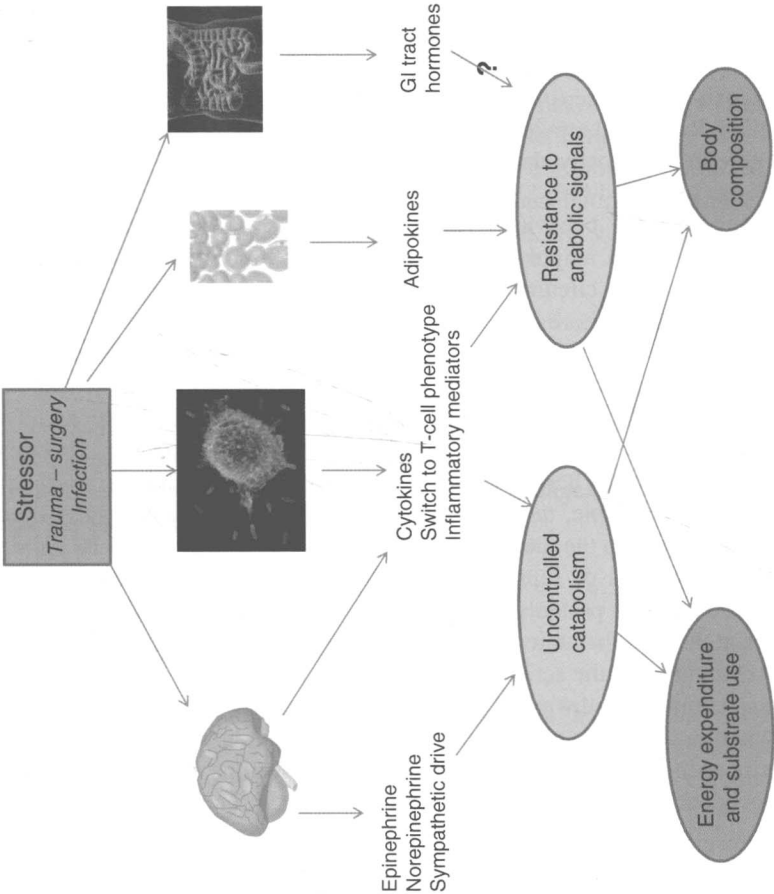 Stressor
Trauma – surgery
Infection
Epinephrine
Norepinephrine
Sympathetic drive
Cytokines
Switch to T-cell phenotype
Inflammatory mediators
Adipokines
GI tract
hormones
?
Uncontrolled
catabolism
Resistance to
anabolic signals
Energy expenditure
and substrate use
Body
composition